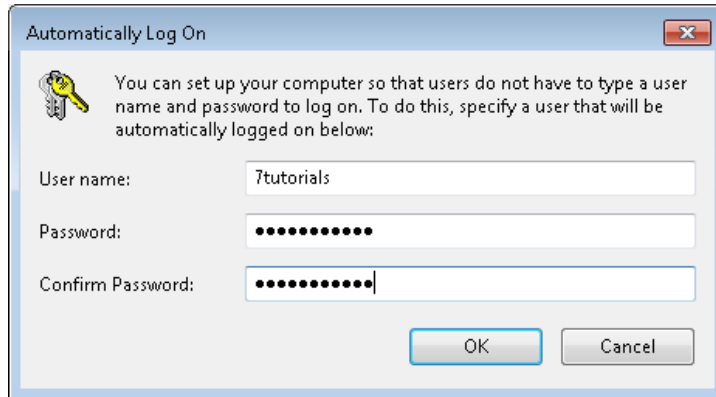 Automatically Log On
You can set up your computer so that users do not have to type a user
name and password to log on. To do this, specify a user that will be
automatically logged on below:
User name: 7tutorials
Password: ●●●●●●●●●●●
Confirm Password: ●●●●●●●●●●●
OK Cancel